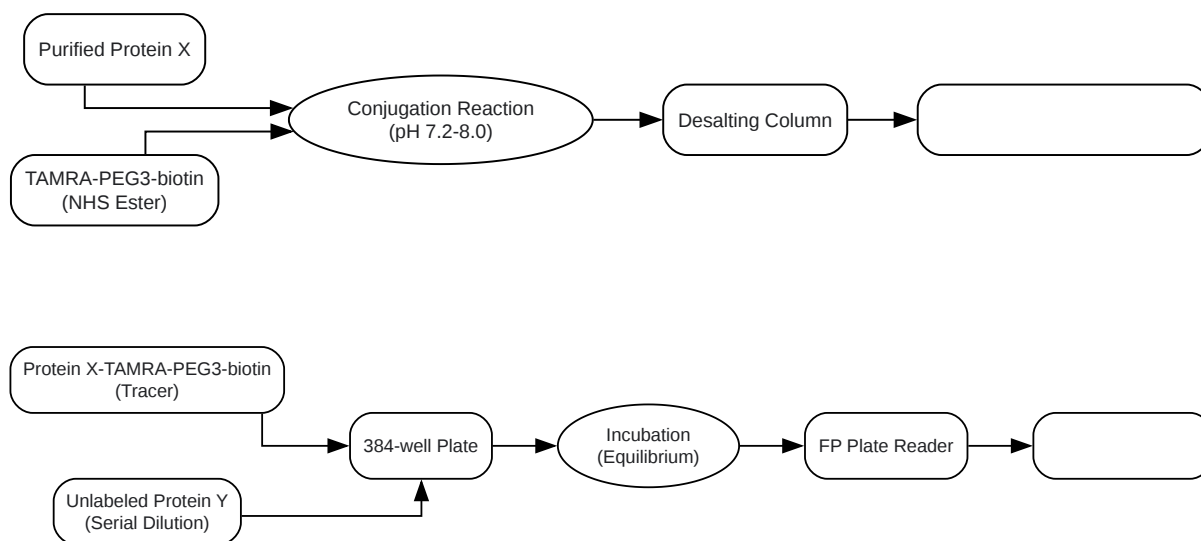 Purified Protein X
TAMRA-PEG3-biotin
(NHS Ester)
Conjugation Reaction
(pH 7.2-8.0)
Desalting Column
Protein X-TAMRA-PEG3-biotin
(Tracer)
Unlabeled Protein Y
(Serial Dilution)
384-well Plate
Incubation
(Equilibrium)
FP Plate Reader